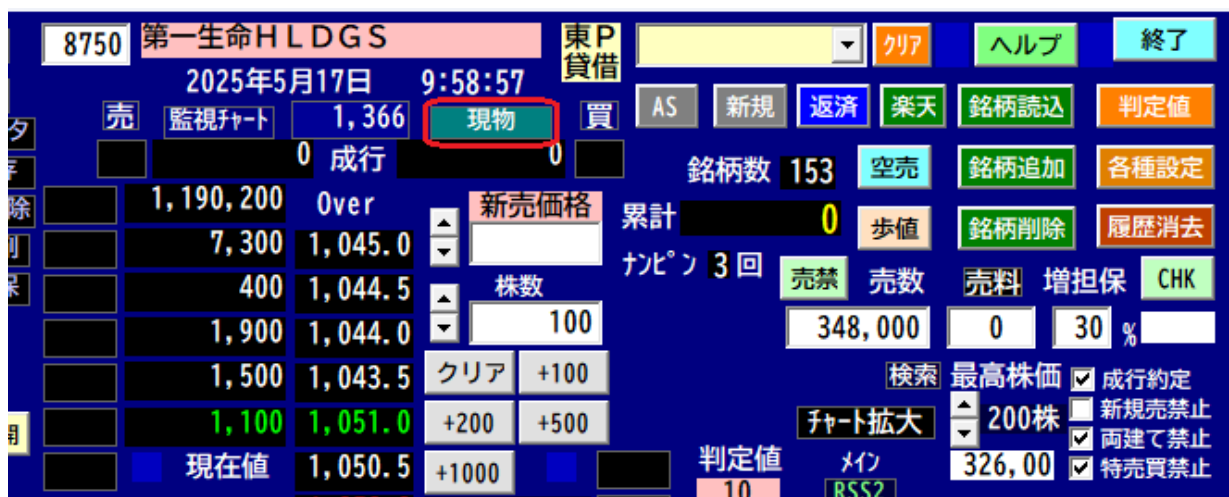 8750 第一生命HLDGS 東P 貸借 クリア ヘルプ 終了
2025年5月17日 9:58:57
売 監視ﾁｬｰﾄ 1,366 現物 買 AS 新規 返済 楽天 銘柄読込 判定値
0 成行 0
銘柄数 153 空売 銘柄追加 各種設定
1,190,200 Over 新売価格 累計 0 歩値 銘柄削除 履歴消去
7,300 1,045.0
ﾅﾝﾋﾟﾝ 3回 売禁 売数 売料 増担保 CHK
400 1,044.5 株数
1,900 1,044.0 100 348,000 0 30 %
1,500 1,043.5 クリア +100 検索 最高株価 成行約定
1,100 1,051.0 +200 +500 ﾁｬｰﾄ拡大 200株 新規売禁止
両建て禁止
現在値 1,050.5 +1000 判定値 ﾒｲﾝ 326,00 特売買禁止
10 RSS2